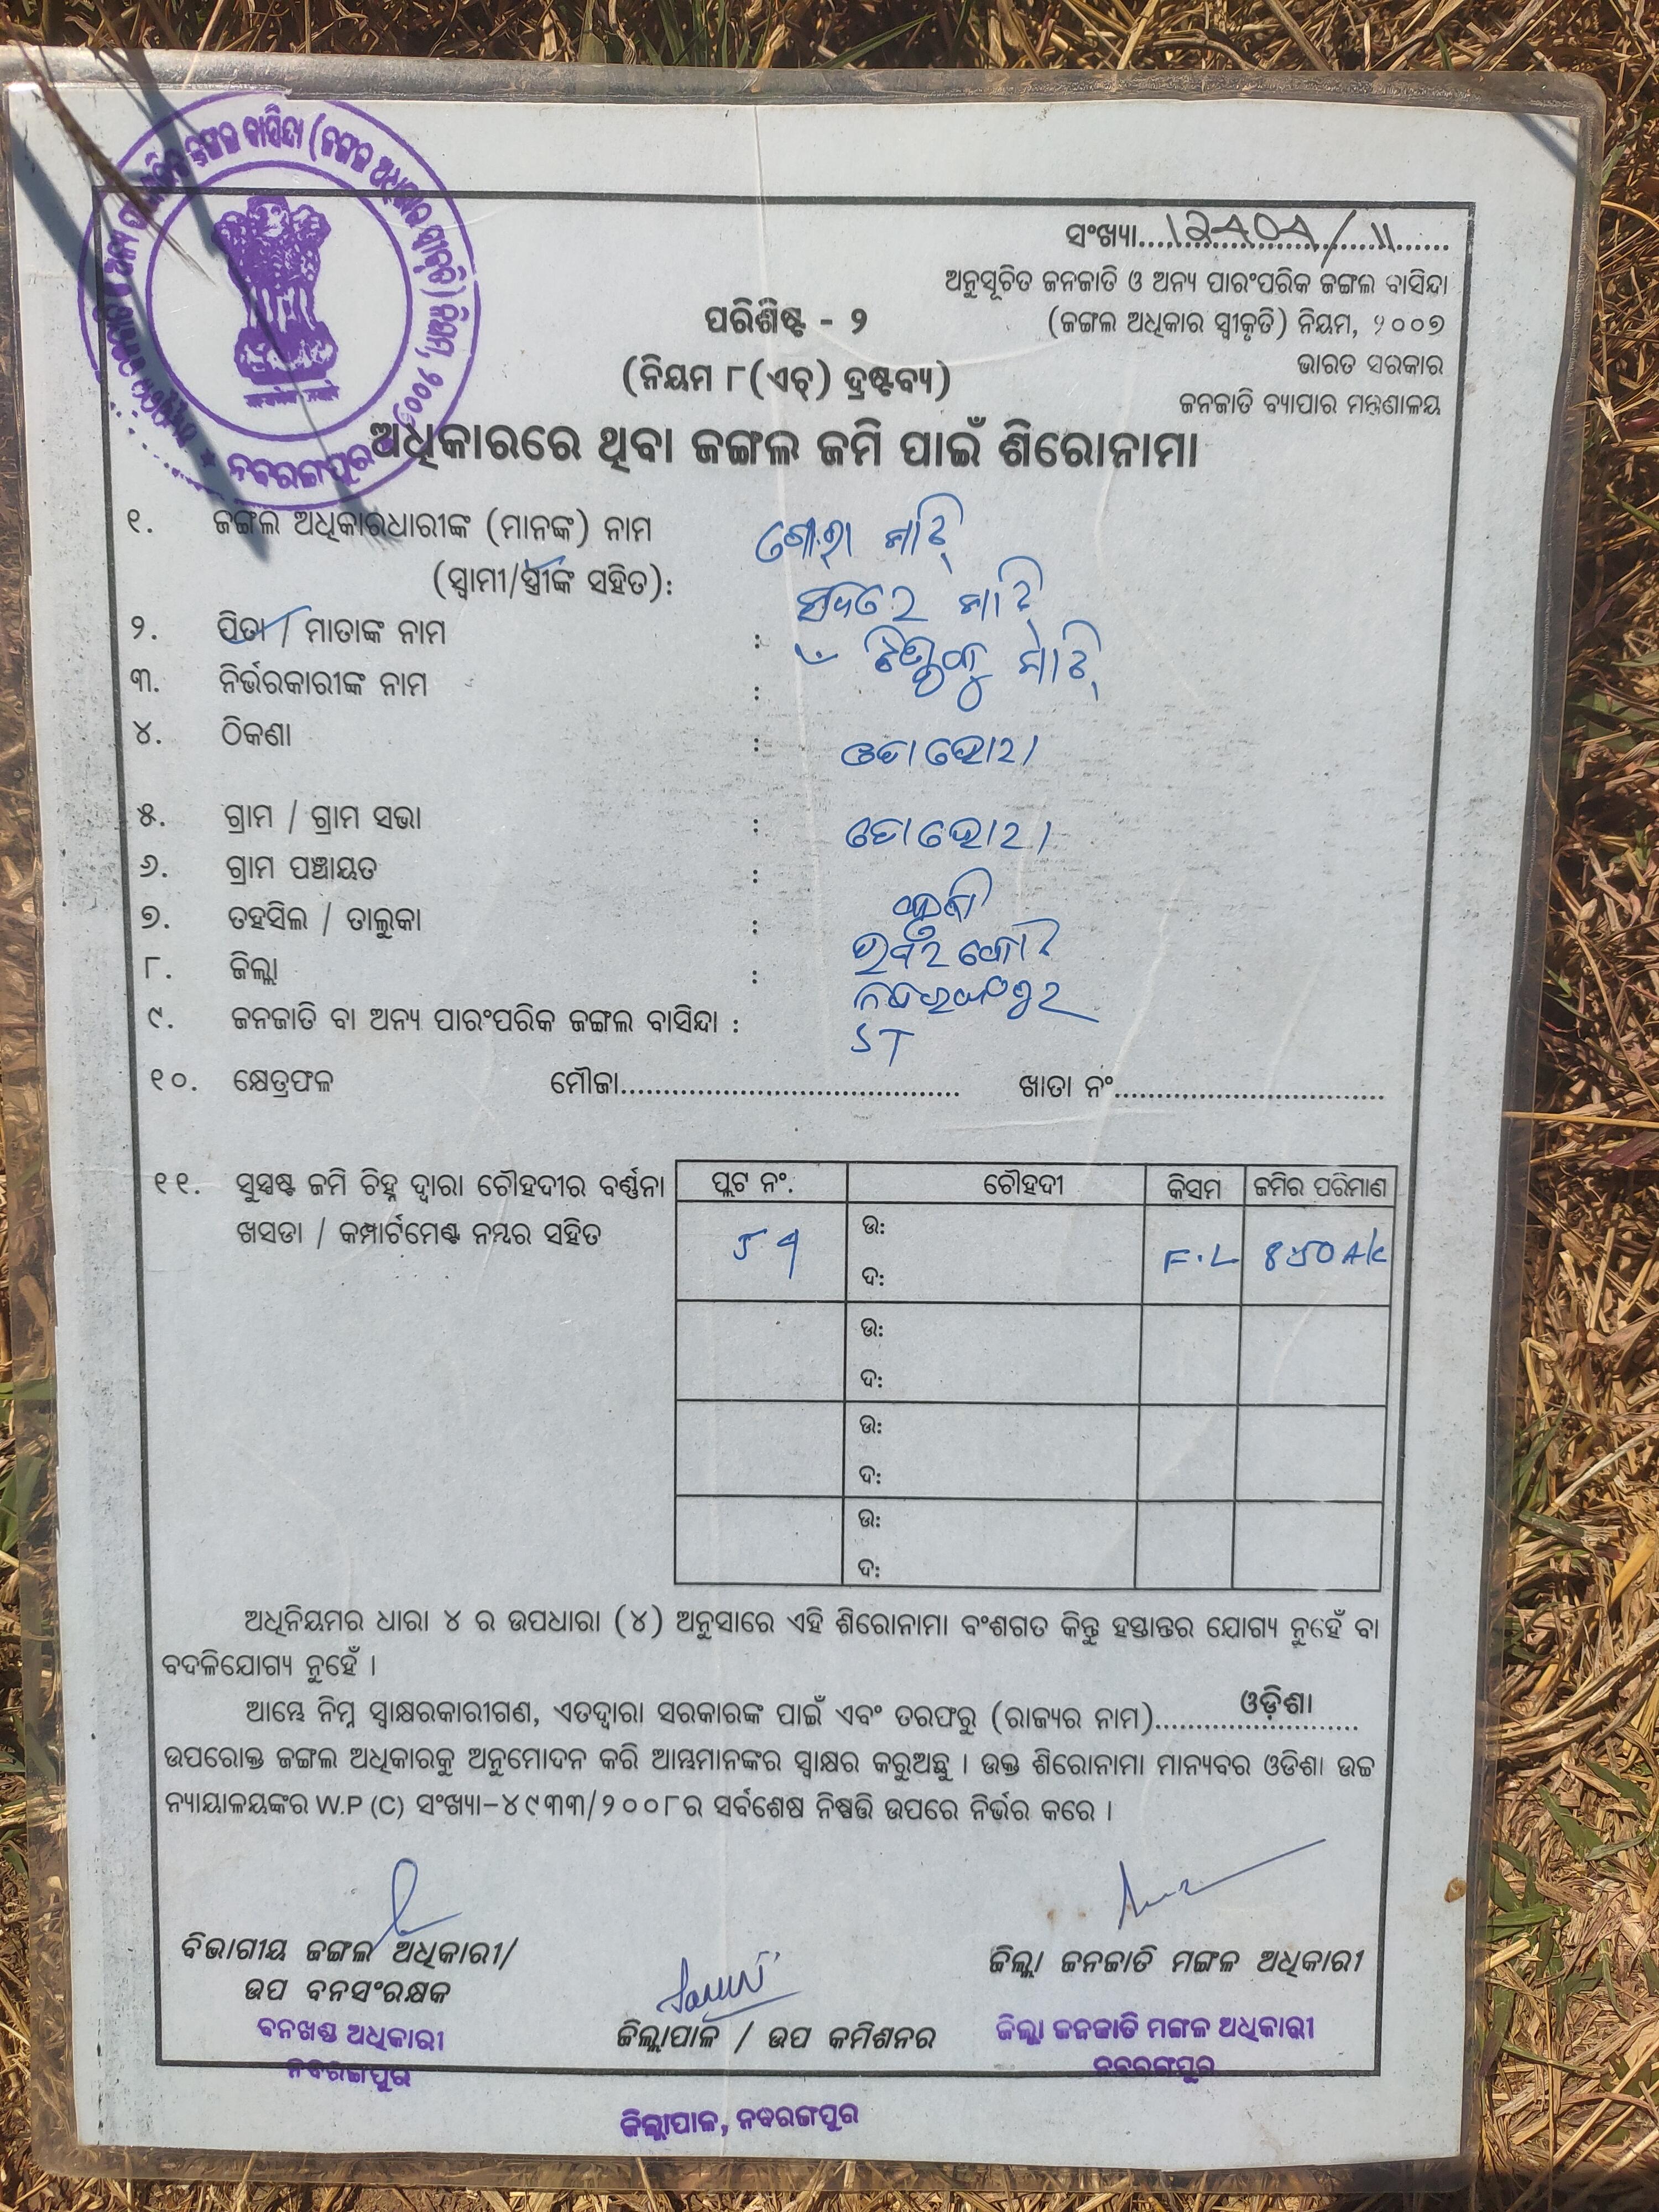 ସଂଖ୍ୟା
ଅନୁସୂଚିତ ଜନଜାତି ଓ ଅନ୍ୟ ପାରଂପରିକ ଜଙ୍ଗଲ ବାସିନ୍ଦା
(ଜଙ୍ଗଲ ଅଧିକାର ସ୍ୱୀକୃତି) ନିୟମ, ୨୦୦୭
ଭାରତ ସରକାର
ଜନଜାତି ବ୍ୟାପାର ମନ୍ତ୍ରଣାଳୟ
ପରିଶିଷ୍ଟ - ୨
(ନିୟମ ୮(ଏଚ୍) ଦ୍ରଷ୍ଟବ୍ୟ)
ଅଧିକାରରେ ଥିବା ଜଙ୍ଗଲ ଜମି ପାଇଁ ଶିରୋନାମା
ନବରଙ୍ଗପୁର
୧. ଜଙ୍ଗଲ ଅଧିକାରଧାରୀଙ୍କ (ମାନଙ୍କ) ନାମ
(ସ୍ୱାମୀ/ସ୍ତ୍ରୀଙ୍କ ସହିତ):
୨. ପିତା / ମାତାଙ୍କ ନାମ :
୩. ନିର୍ଭରକାରୀଙ୍କ ନାମ :
୪. ଠିକଣା :
୫. ଗ୍ରାମ / ଗ୍ରାମ ସଭା :
୬. ଗ୍ରାମ ପଞ୍ଚାୟତ :
୭. ତହସିଲ / ତାଲୁକା :
୮. ଜିଲ୍ଲା : ନବରଙ୍ଗପୁର
୯. ଜନଜାତି ବା ଅନ୍ୟ ପାରଂପରିକ ଜଙ୍ଗଲ ବାସିନ୍ଦା : ST
୧୦. କ୍ଷେତ୍ରଫଳ ମୌଜା........................................ ଖାତା ନଂ................................
୧୧. ସୁସ୍ପଷ୍ଟ ଜମି ଚିହ୍ନ ଦ୍ୱାରା ଚୌହଦୀର ବର୍ଣ୍ଣନା
ଖସଡା / କମ୍ପାର୍ଟମେଣ୍ଟ ନମ୍ବର ସହିତ
ପ୍ଲଟ ନଂ. ଚୌହଦୀ କିସମ ଜମିର ପରିମାଣ
ଉ:
ଦ: F.L
ଉ:
ଦ:
ଉ:
ଦ:
ଉ:
ଦ:
ଅଧିନିୟମର ଧାରା ୪ ର ଉପଧାରା (୪) ଅନୁସାରେ ଏହି ଶିରୋନାମା ବଂଶଗତ କିନ୍ତୁ ହସ୍ତାନ୍ତର ଯୋଗ୍ୟ ନୁହେଁ ବା
ବଦଳିଯୋଗ୍ୟ ନୁହେଁ ।
ଆମ୍ଭେ ନିମ୍ନ ସ୍ୱାକ୍ଷରକାରୀଗଣ, ଏତଦ୍ୱାରା ସରକାରଙ୍କ ପାଇଁ ଏବଂ ତରଫରୁ (ରାଜ୍ୟର ନାମ) ଓଡ଼ିଶା
ଉପରୋକ୍ତ ଜଙ୍ଗଲ ଅଧିକାରକୁ ଅନୁମୋଦନ କରି ଆମ୍ଭମାନଙ୍କର ସ୍ୱାକ୍ଷର କରୁଅଛୁ । ଉକ୍ତ ଶିରୋନାମା ମାନ୍ୟବର ଓଡିଶା ଉଚ୍ଚ
ନ୍ୟାୟାଳୟଙ୍କର W.P (C) ସଂଖ୍ୟା-୪୯୩୩/୨୦୦୮ର ସର୍ବଶେଷ ନିଷ୍ପତ୍ତି ଉପରେ ନିର୍ଭର କରେ ।
ବିଭାଗୀୟ ଜଙ୍ଗଲ ଅଧିକାରୀ/
ଉପ ବନସଂରକ୍ଷକ
ବନଖଣ୍ଡ ଅଧିକାରୀ
ନବରଙ୍ଗପୁର
ଜିଲ୍ଲାପାଳ / ଉପ କମିଶନର
ଜିଲ୍ଲା ଜନଜାତି ମଙ୍ଗଳ ଅଧିକାରୀ
ଜିଲ୍ଲା ଜନଜାତି ମଙ୍ଗଳ ଅଧିକାରୀ
ନବରଙ୍ଗପୁର
ଜିଲ୍ଲାପାଳ, ନବରଙ୍ଗପୁର